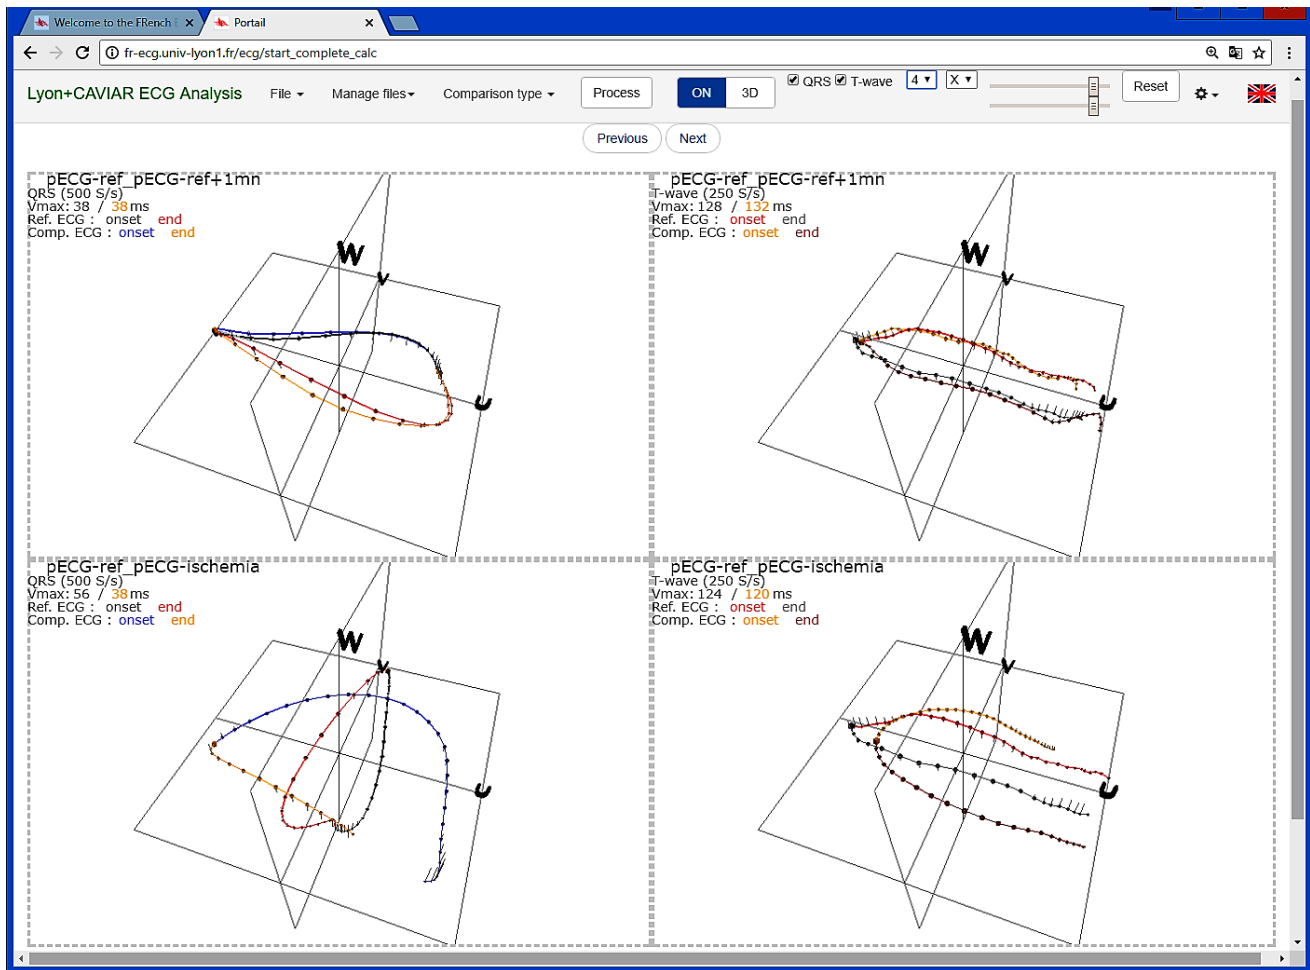 Welcome to the FRench
Portail
fr-ecg.univ-lyon1.fr/ecg/start_complete_calc
Lyon+CAVIAR ECG Analysis
File
Manage files
Comparison type
Process
ON
3D
QRS
T-wave
4
X
Reset
Previous
Next
pECG-ref_pECG-ref+1mn
QRS (500 S/s)
Vmax: 38 / 38 ms
Ref. ECG : onset end
Comp. ECG : onset end
W
V
U
pECG-ref_pECG-ref+1mn
T-wave (250 S/s)
Vmax: 128 / 132 ms
Ref. ECG : onset end
Comp. ECG : onset end
W
V
U
pECG-ref_pECG-ischemia
QRS (500 S/s)
Vmax: 56 / 38 ms
Ref. ECG : onset end
Comp. ECG : onset end
W
V
U
pECG-ref_pECG-ischemia
T-wave (250 S/s)
Vmax: 124 / 120 ms
Ref. ECG : onset end
Comp. ECG : onset end
W
V
U